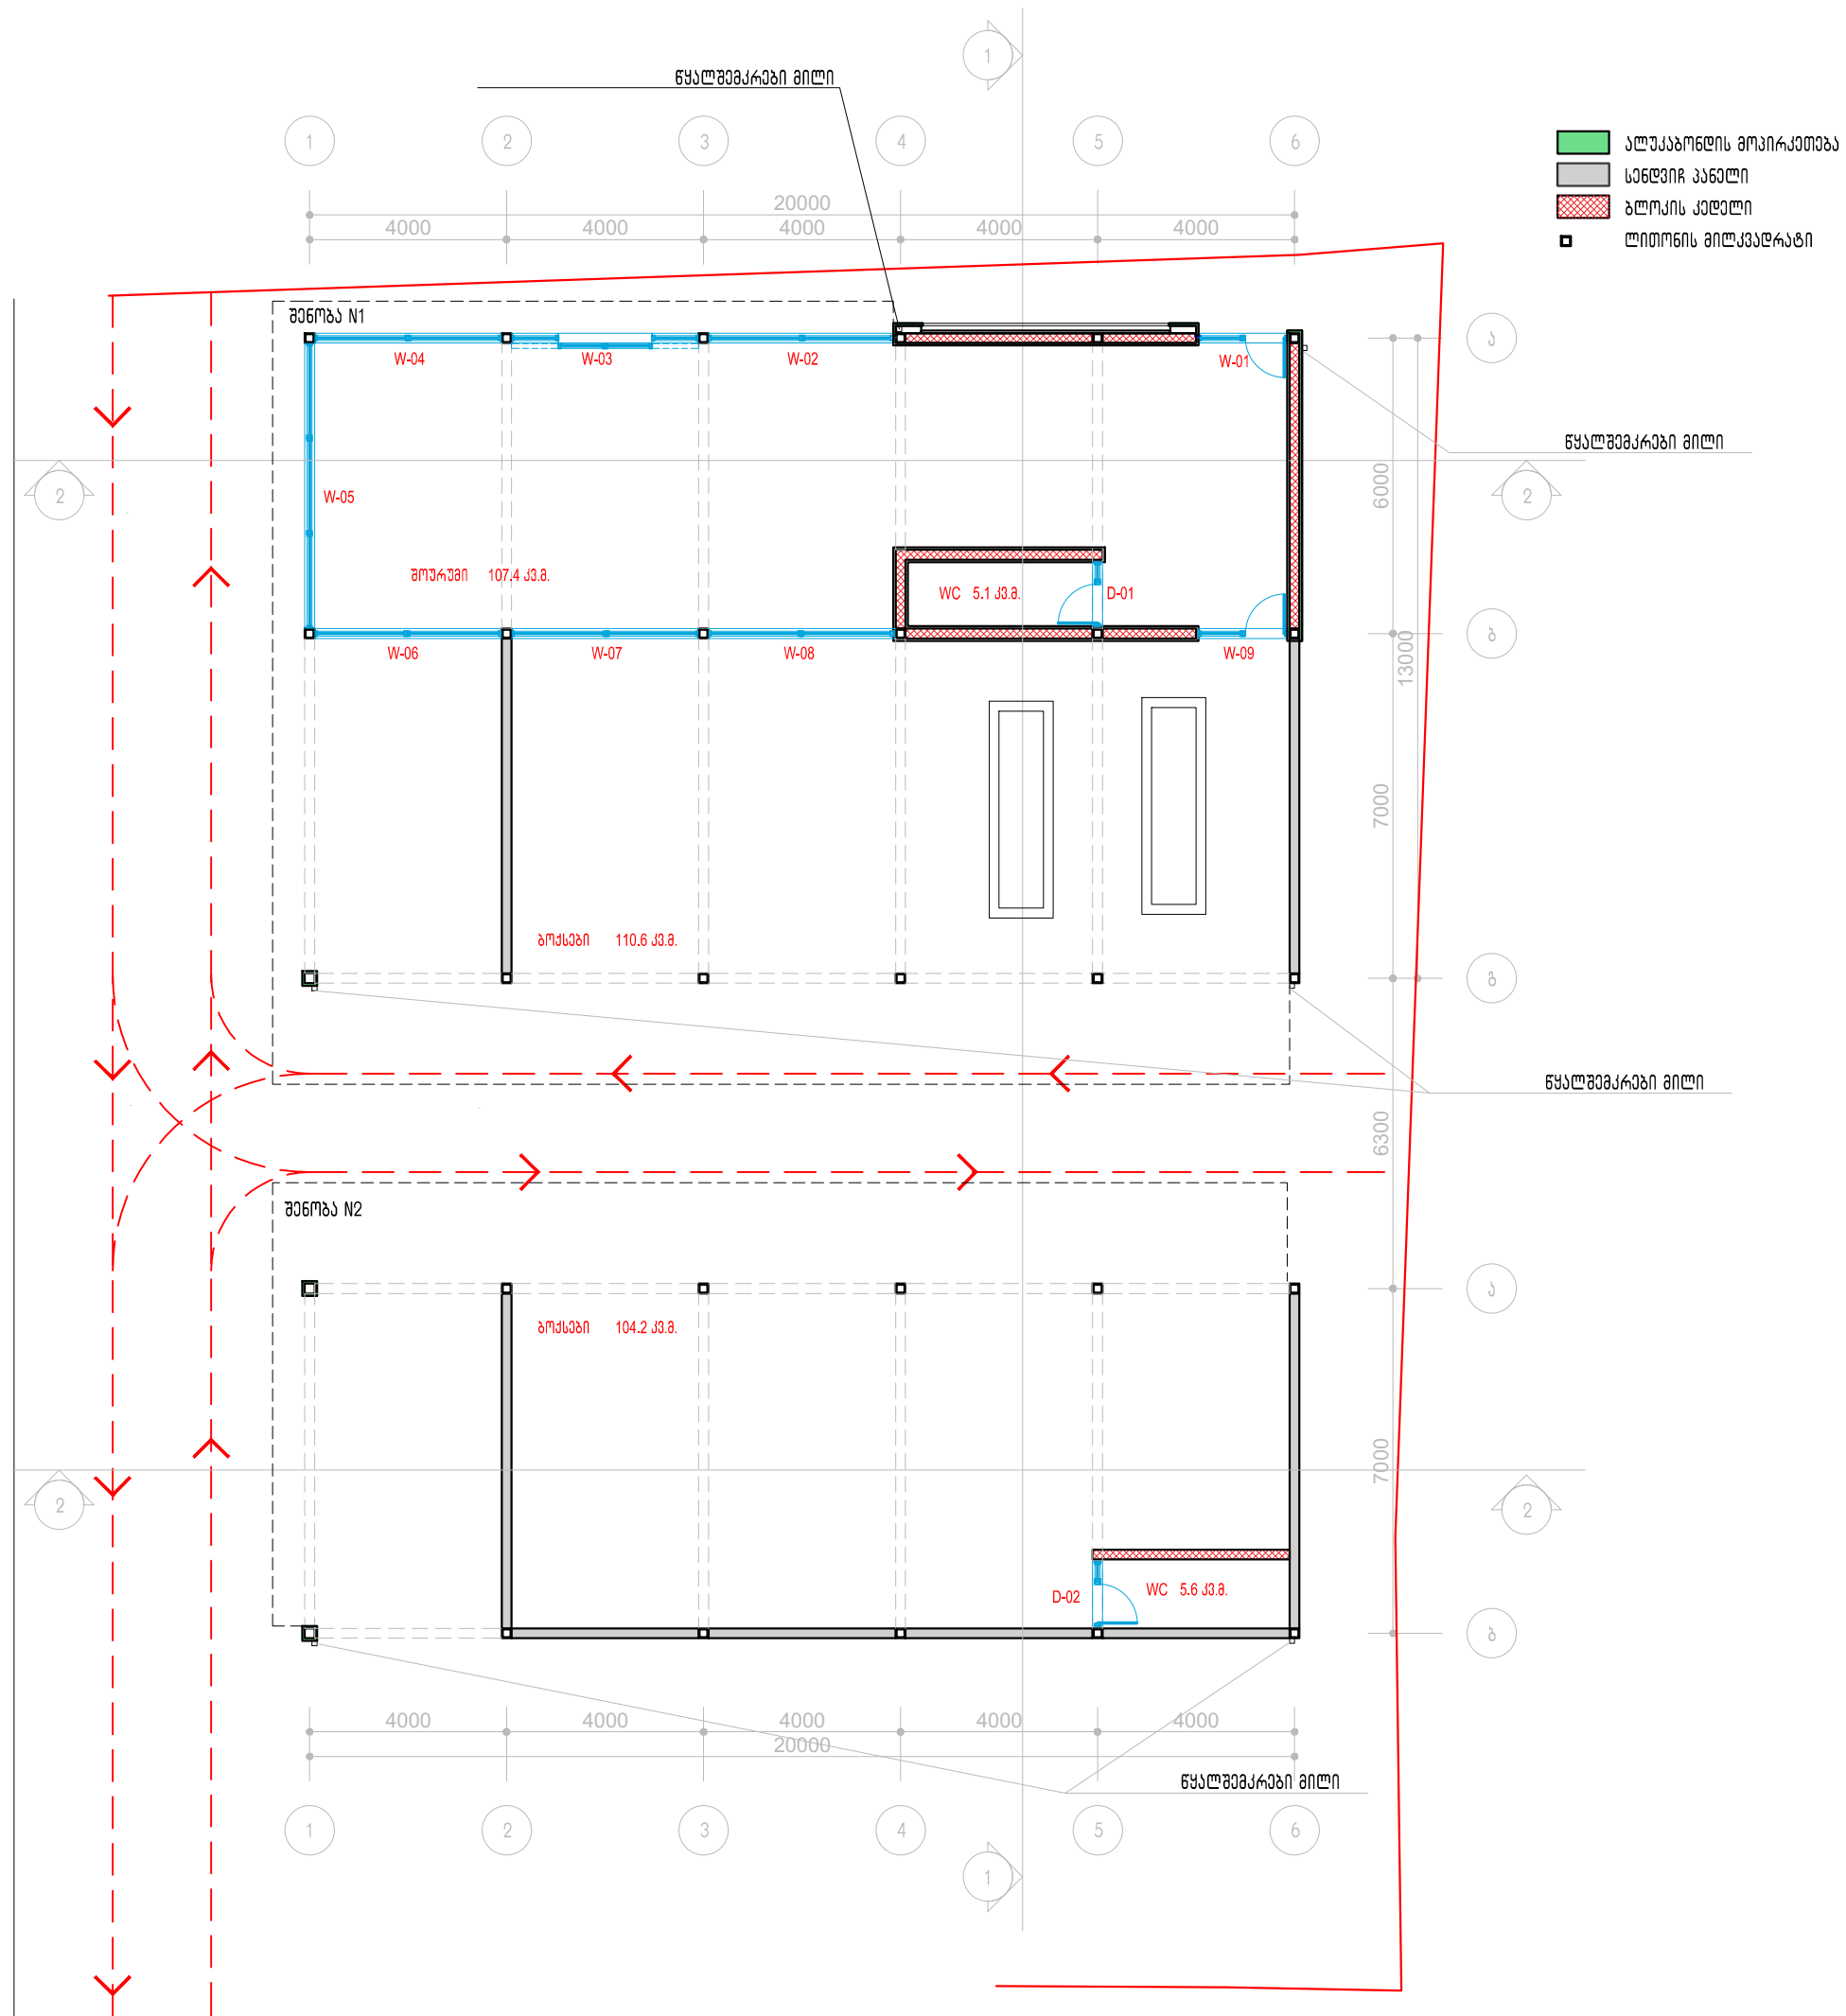 1
წყალშემკრები მილი
1 2 3 4 5 6
ალუკაბონდის მოპირკეთება
სენდვიჩ პანელი
ბლოკის კედელი
ლითონის მილკვადრატი
20000
4000 4000 4000 4000 4000
შენობა N1
ა
W-04 W-03 W-02 W-01
წყალშემკრები მილი
6000
2 W-05 2
შოურუმი 107.4 კვ.მ.
WC 5.1 კვ.მ. D-01
ბ
13000
W-06 W-07 W-08 W-09
7000
ბოქსები 110.6 კვ.მ.
გ
წყალშემკრები მილი
6300
შენობა N2
ა
ბოქსები 104.2 კვ.მ.
7000
2 2
D-02 WC 5.6 კვ.მ.
ბ
4000 4000 4000 4000 4000
20000
წყალშემკრები მილი
1 2 3 4 5 6
1